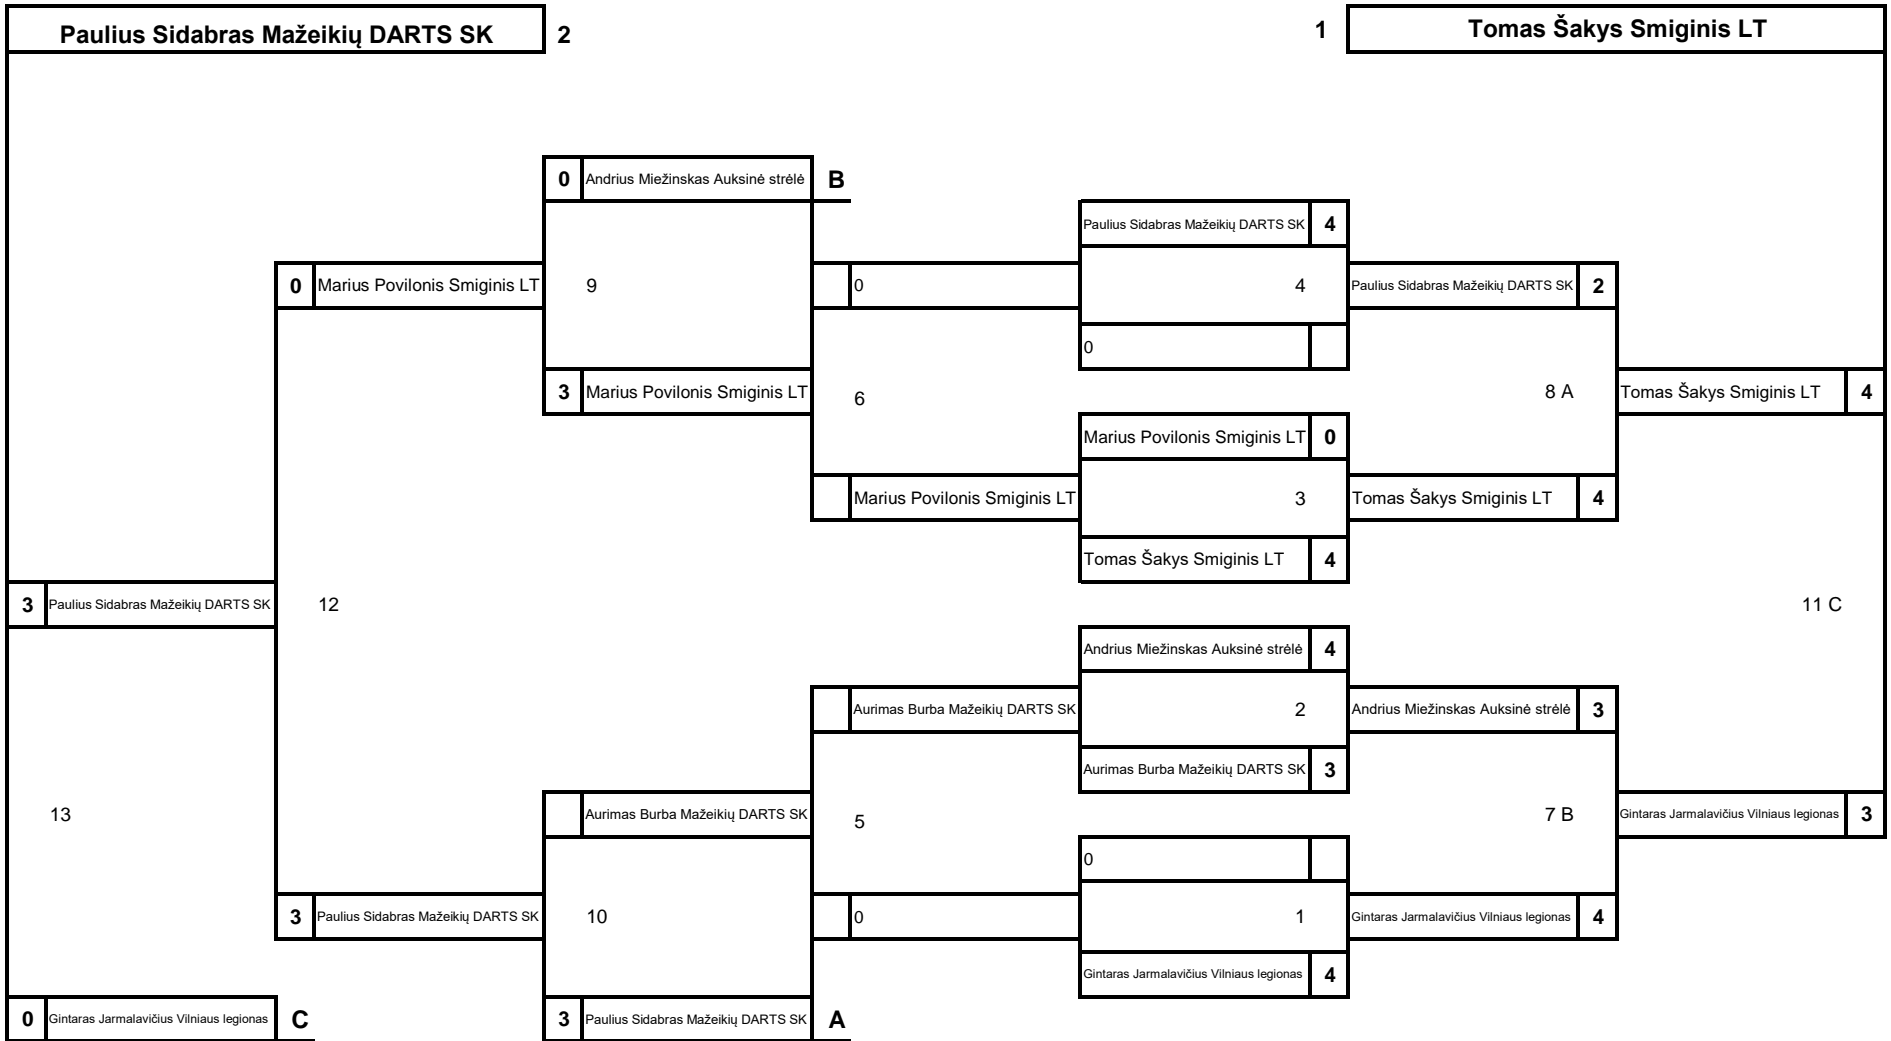 Paulius Sidabras Mažeikių DARTS SK 2 1 Tomas Šakys Smiginis LT
0 Andrius Miežinskas Auksinė strėlė B
Paulius Sidabras Mažeikių DARTS SK 4
0 Marius Povilonis Smiginis LT 9 0 4 Paulius Sidabras Mažeikių DARTS SK 2
0
3 Marius Povilonis Smiginis LT 6 8 A Tomas Šakys Smiginis LT 4
Marius Povilonis Smiginis LT 0
Marius Povilonis Smiginis LT 3 Tomas Šakys Smiginis LT 4
Tomas Šakys Smiginis LT 4
3 Paulius Sidabras Mažeikių DARTS SK 12 11 C
Andrius Miežinskas Auksinė strėlė 4
Aurimas Burba Mažeikių DARTS SK 2 Andrius Miežinskas Auksinė strėlė 3
Aurimas Burba Mažeikių DARTS SK 3
13 Aurimas Burba Mažeikių DARTS SK 5 7 B Gintaras Jarmalavičius Vilniaus legionas 3
0
3 Paulius Sidabras Mažeikių DARTS SK 10 0 1 Gintaras Jarmalavičius Vilniaus legionas 4
Gintaras Jarmalavičius Vilniaus legionas 4
0 Gintaras Jarmalavičius Vilniaus legionas C 3 Paulius Sidabras Mažeikių DARTS SK A